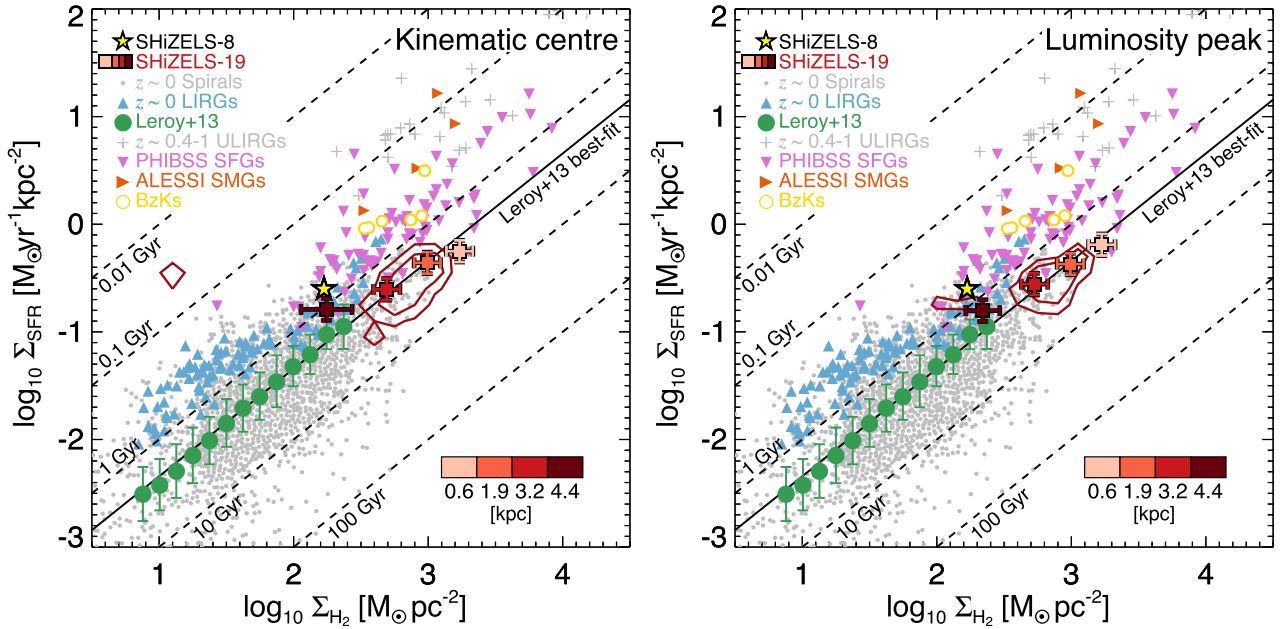 Kinematic centre
SHiZELS-8
SHiZELS-19
z ~ 0 Spirals
z ~ 0 LIRGs
Leroy+13
z ~ 0.4-1 ULIRGs
PHIBSS SFGs
ALESSI SMGs
BzKs
Leroy+13 best-fit
0.01 Gyr
0.1 Gyr
1 Gyr
10 Gyr
100 Gyr
0.6 1.9 3.2 4.4
[kpc]
2
1
0
-1
-2
-3
log₁₀ Σ_SFR [M☉yr⁻¹kpc⁻²]
1 2 3 4
log₁₀ Σ_H₂ [M☉pc⁻²]
Luminosity peak
SHiZELS-8
SHiZELS-19
z ~ 0 Spirals
z ~ 0 LIRGs
Leroy+13
z ~ 0.4-1 ULIRGs
PHIBSS SFGs
ALESSI SMGs
BzKs
Leroy+13 best-fit
0.01 Gyr
0.1 Gyr
1 Gyr
10 Gyr
100 Gyr
0.6 1.9 3.2 4.4
[kpc]
2
1
0
-1
-2
-3
log₁₀ Σ_SFR [M☉yr⁻¹kpc⁻²]
1 2 3 4
log₁₀ Σ_H₂ [M☉pc⁻²]